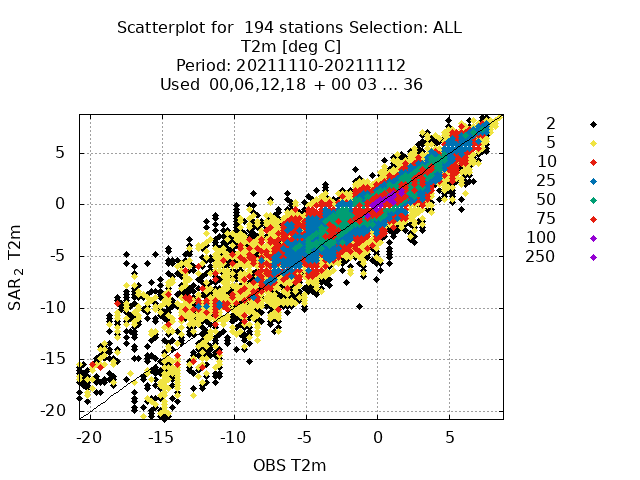 Scatterplot for 194 stations Selection: ALL
T2m [deg C]
Period: 20211110-20211112
Used 00,06,12,18 + 00 03 ... 36
2
5
10
25
50
75
100
250
5
0
-5
-10
-15
-20
SAR2 T2m
-20 -15 -10 -5 0 5
OBS T2m